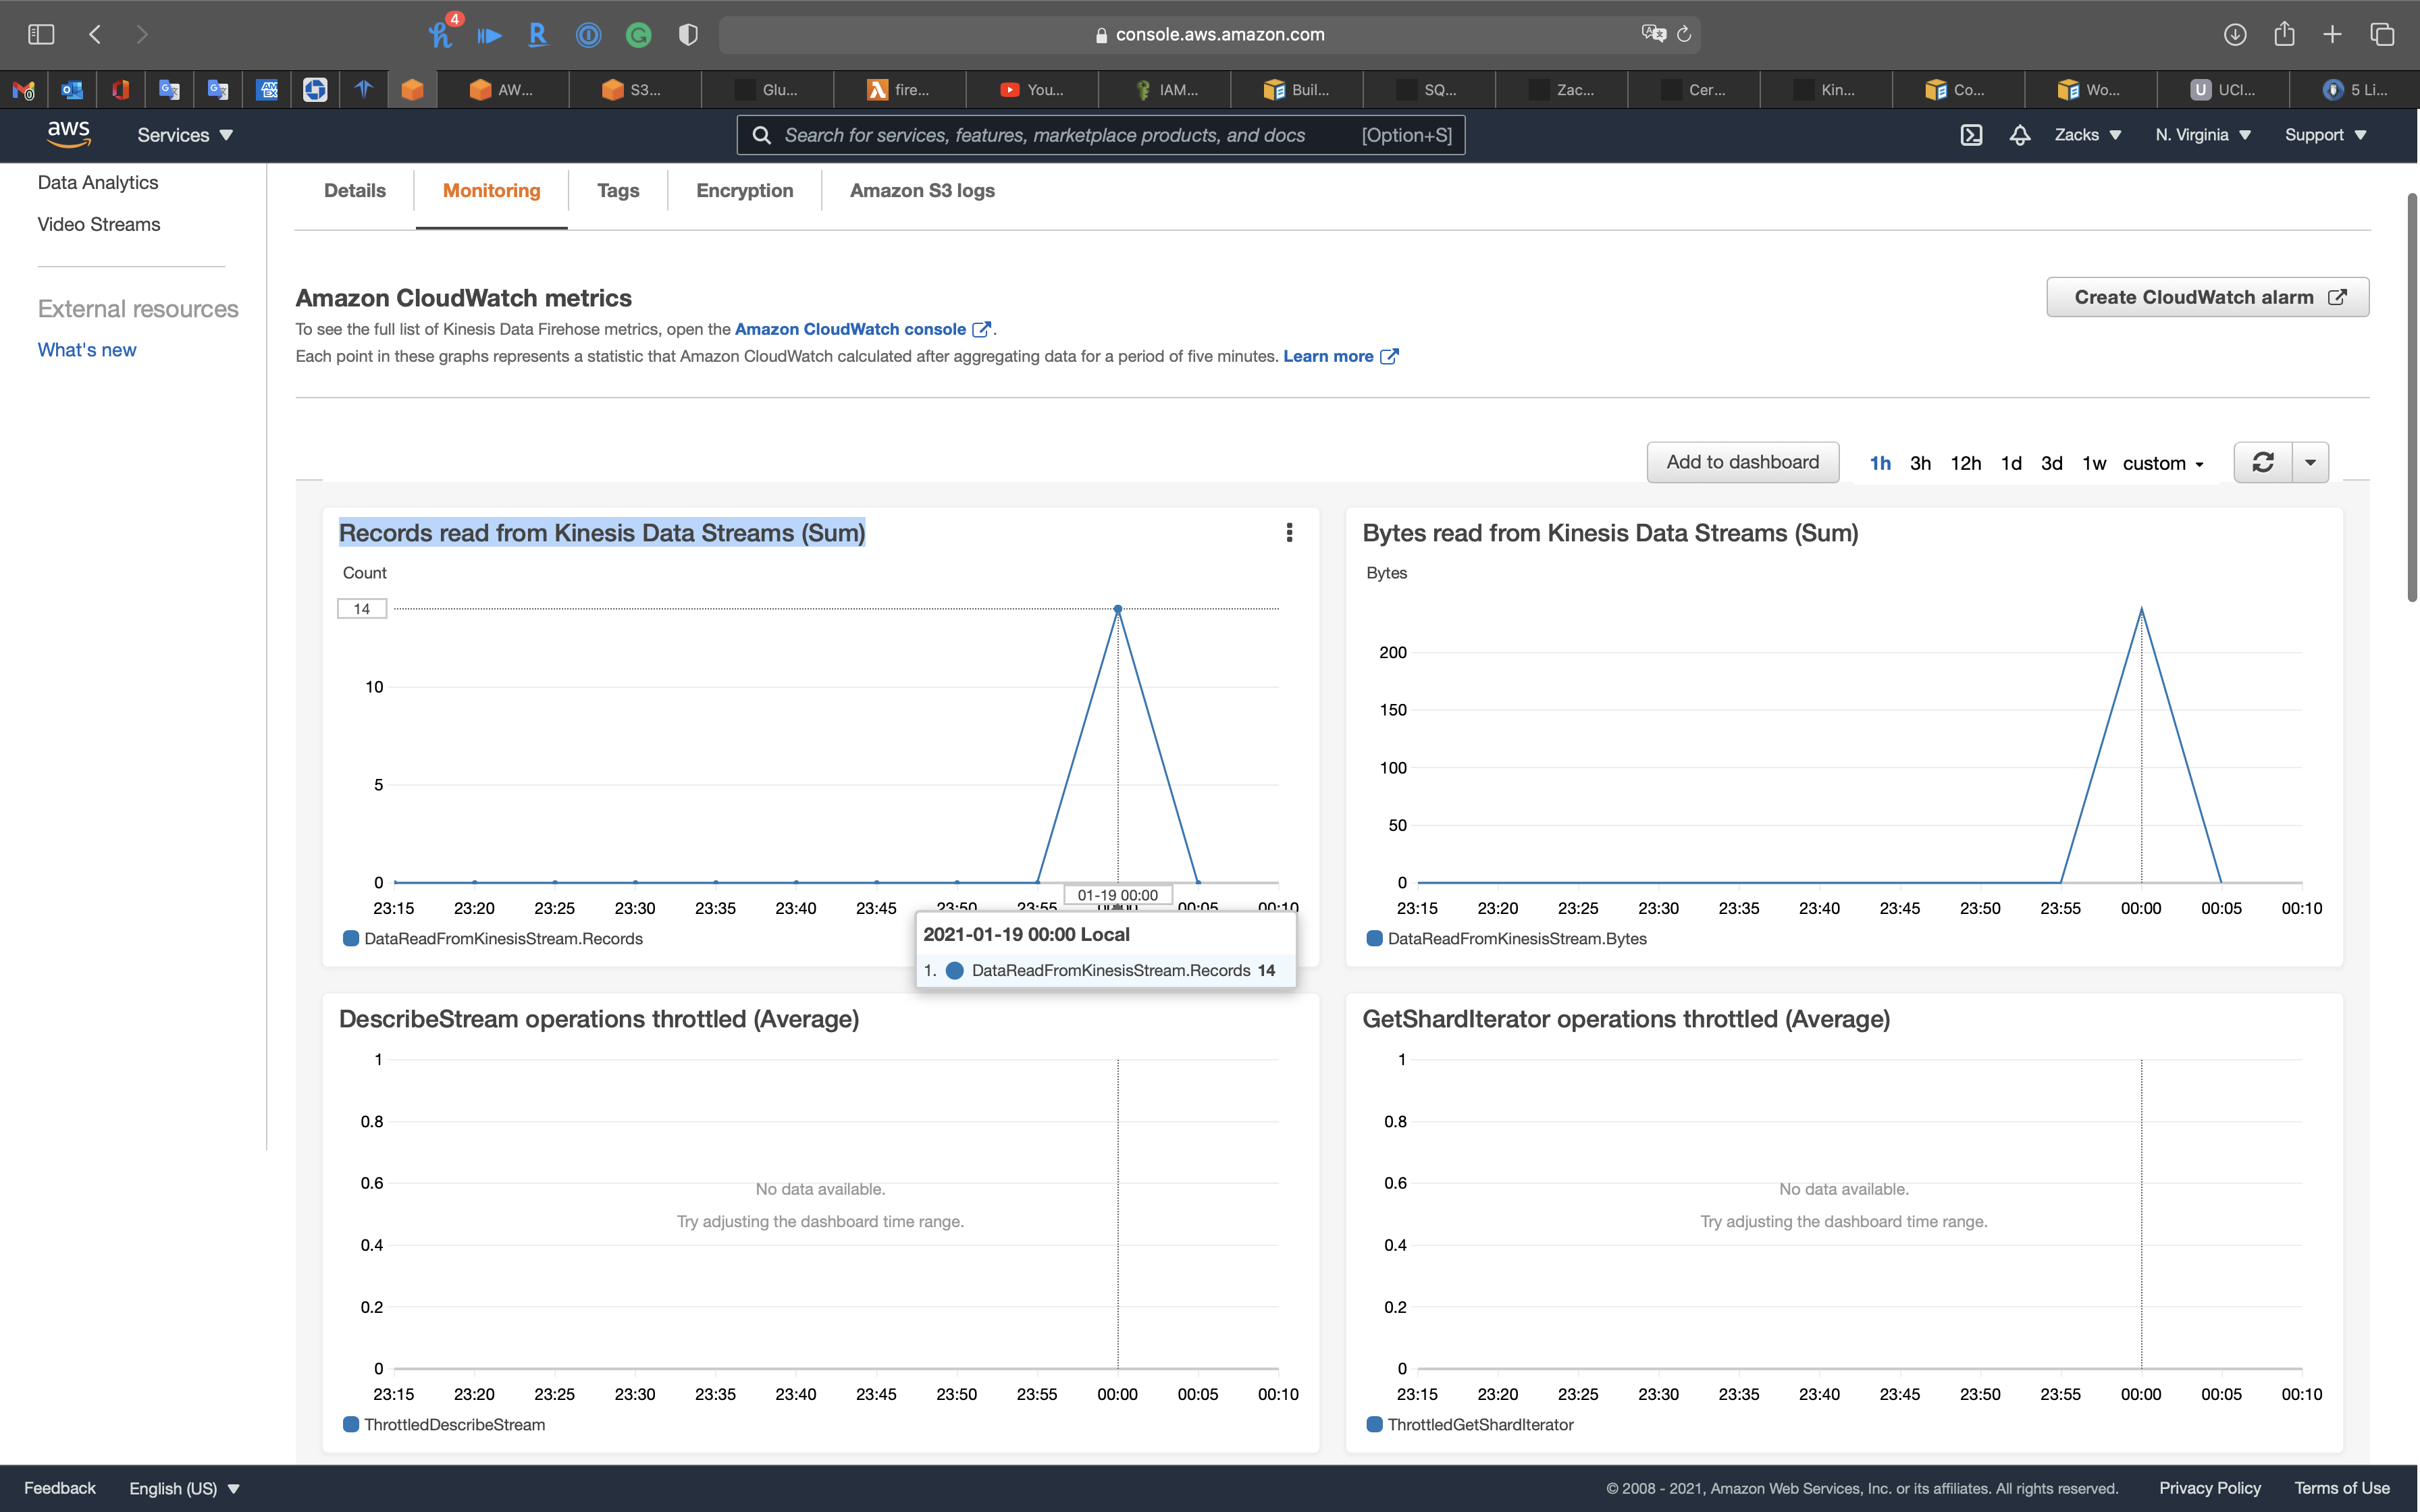 4
console.aws.amazon.com
AW...
S3...
Glu...
fire...
You...
IAM...
Buil...
SQ...
Zac...
Cer...
Kin...
Co...
Wo...
U UCI...
5 Li...
aws
Services
Search for services, features, marketplace products, and docs [Option+S]
Zacks
N. Virginia
Support
Data Analytics
Video Streams
External resources
What's new
Details
Monitoring
Tags
Encryption
Amazon S3 logs
Amazon CloudWatch metrics
Create CloudWatch alarm
To see the full list of Kinesis Data Firehose metrics, open the Amazon CloudWatch console .
Each point in these graphs represents a statistic that Amazon CloudWatch calculated after aggregating data for a period of five minutes. Learn more
Add to dashboard
1h 3h 12h 1d 3d 1w custom
Records read from Kinesis Data Streams (Sum)
Count
14
10
5
0
01-19 00:00
23:15 23:20 23:25 23:30 23:35 23:40 23:45 23:50 23:55 00:00 00:05 00:10
DataReadFromKinesisStream.Records
2021-01-19 00:00 Local
1. DataReadFromKinesisStream.Records 14
Bytes read from Kinesis Data Streams (Sum)
Bytes
200
150
100
50
0
23:15 23:20 23:25 23:30 23:35 23:40 23:45 23:50 23:55 00:00 00:05 00:10
DataReadFromKinesisStream.Bytes
DescribeStream operations throttled (Average)
1
0.8
0.6
0.4
0.2
0
No data available.
Try adjusting the dashboard time range.
23:15 23:20 23:25 23:30 23:35 23:40 23:45 23:50 23:55 00:00 00:05 00:10
ThrottledDescribeStream
GetShardIterator operations throttled (Average)
1
0.8
0.6
0.4
0.2
0
No data available.
Try adjusting the dashboard time range.
23:15 23:20 23:25 23:30 23:35 23:40 23:45 23:50 23:55 00:00 00:05 00:10
ThrottledGetShardIterator
Feedback
English (US)
© 2008 - 2021, Amazon Web Services, Inc. or its affiliates. All rights reserved.
Privacy Policy
Terms of Use